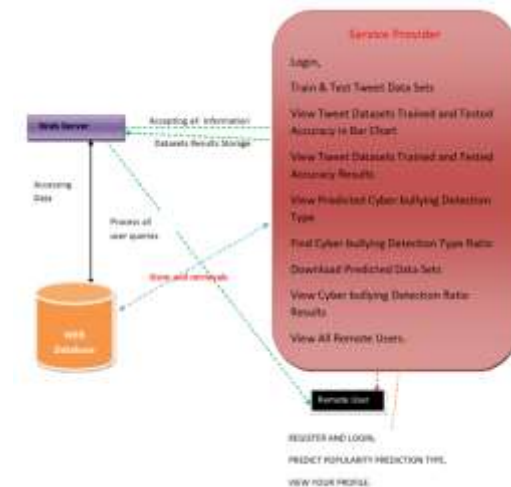 Service Provider
Login,
Train & Test Tweet Data Sets
View Tweet Datasets Trained and Tested
Accuracy in Bar Chart
View Tweet Datasets Trained and Tested
Accuracy Results
View Predicted Cyber bullying Detection
Type
Find Cyber bullying Detection Type Ratio
Download Predicted Data Sets
View Cyber bullying Detection Ratio
Results
View All Remote Users.
Web Server
Accepting all Information
Datasets Results Storage
Accessing
Data
Process all
user queries
Store and retrievals
WEB
Database
Remote User
REGISTER AND LOGIN,
PREDICT POPULARITY PREDICTION TYPE,
VIEW YOUR PROFILE.